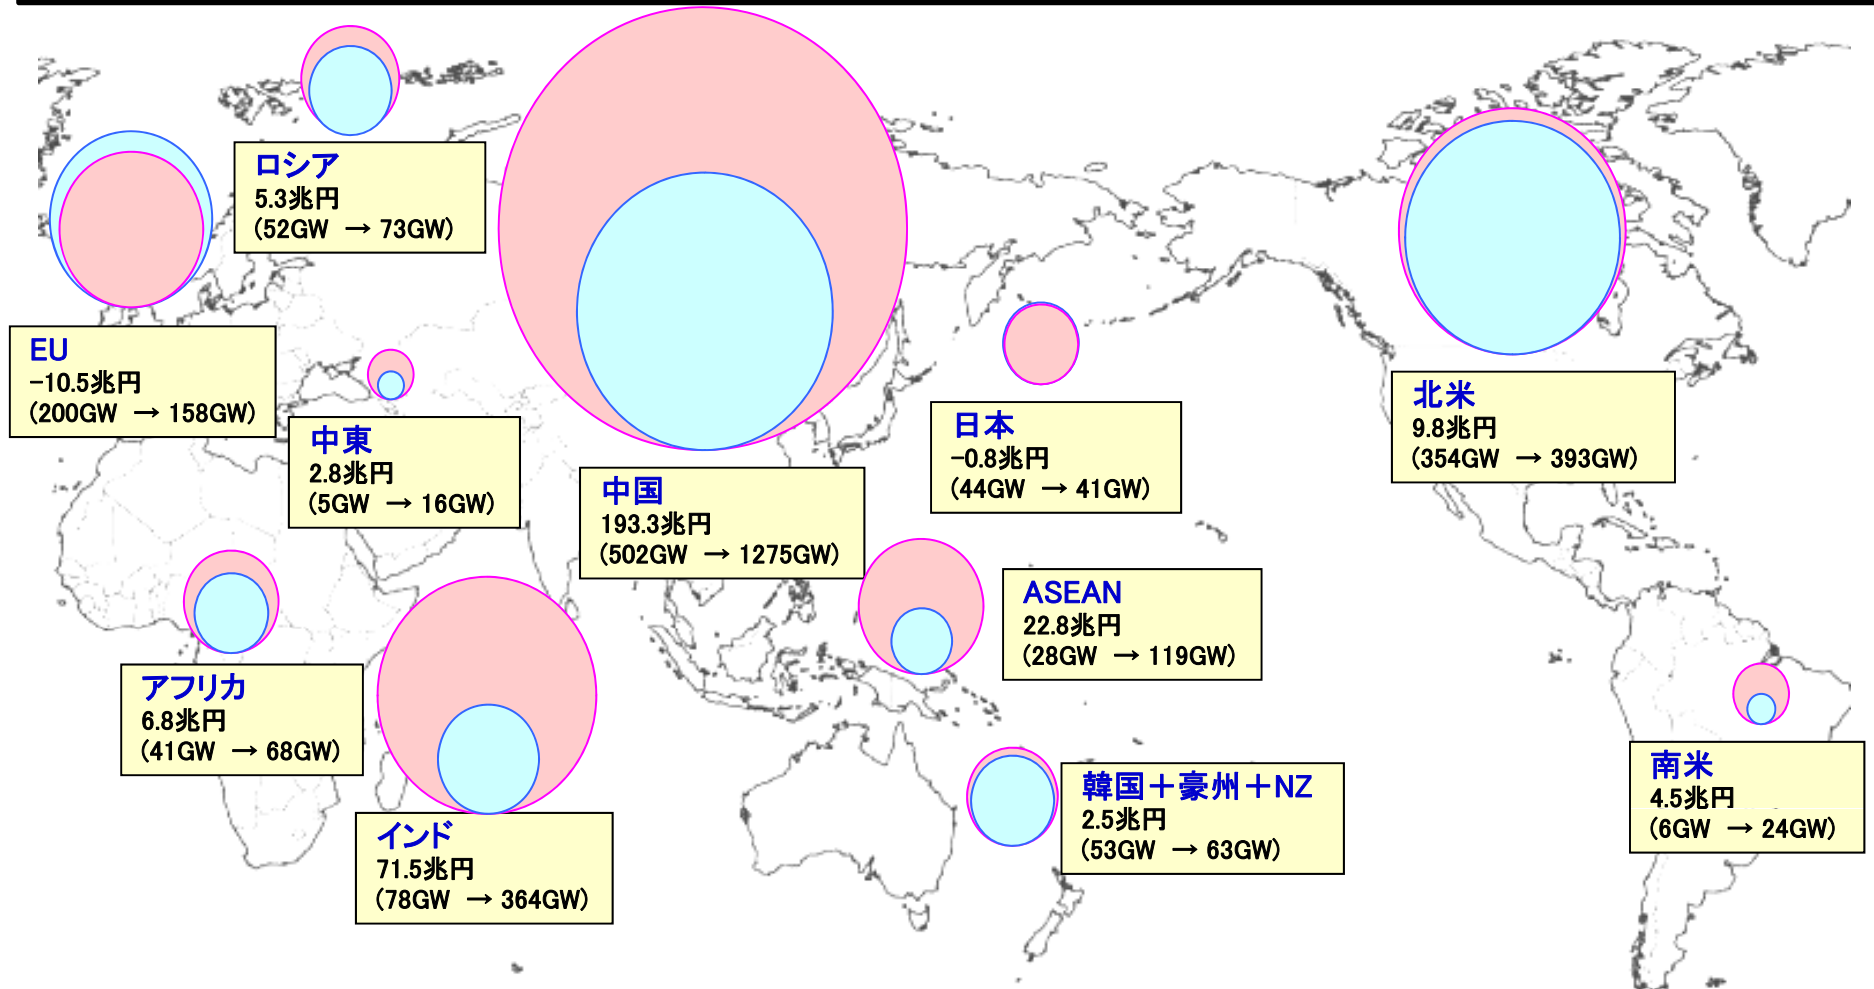 ロシア
5.3兆円
(52GW → 73GW)
EU
-10.5兆円
(200GW → 158GW)
中東
2.8兆円
(5GW → 16GW)
中国
193.3兆円
(502GW → 1275GW)
日本
-0.8兆円
(44GW → 41GW)
北米
9.8兆円
(354GW → 393GW)
ASEAN
22.8兆円
(28GW → 119GW)
アフリカ
6.8兆円
(41GW → 68GW)
インド
71.5兆円
(78GW → 364GW)
韓国+豪州+NZ
2.5兆円
(53GW → 63GW)
南米
4.5兆円
(6GW → 24GW)